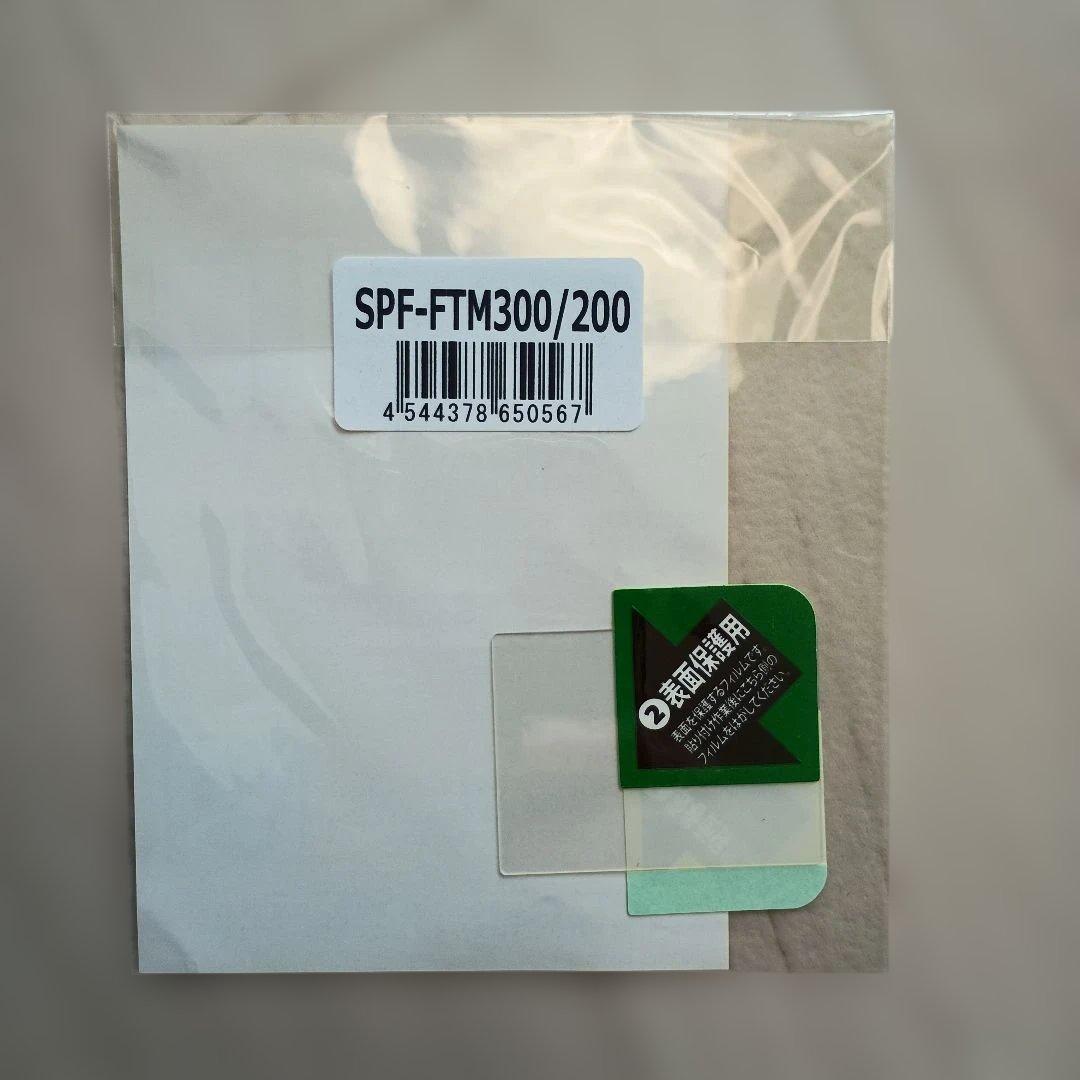 SPF-FTM300/200
4 544378 650567
❷表面保護用
表面を保護するフィルムです
貼り付け作業後にこちら側の
フィルムをはがしてください。